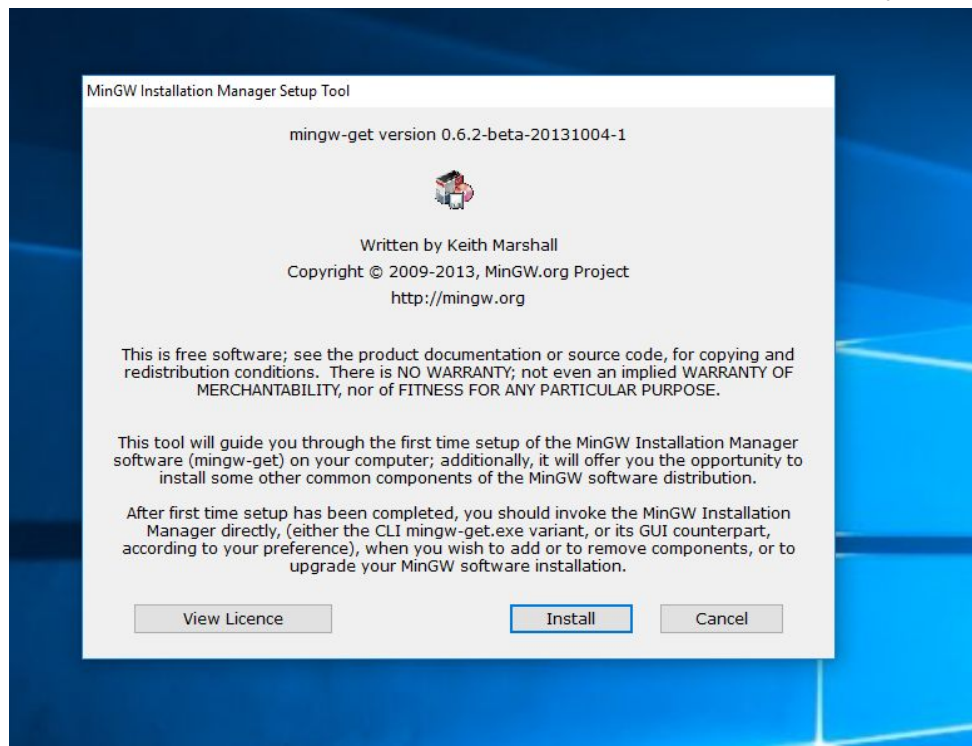 MinGW Installation Manager Setup Tool
mingw-get version 0.6.2-beta-20131004-1
Written by Keith Marshall
Copyright © 2009-2013, MinGW.org Project
http://mingw.org
This is free software; see the product documentation or source code, for copying and
redistribution conditions.  There is NO WARRANTY; not even an implied WARRANTY OF
MERCHANTABILITY, nor of FITNESS FOR ANY PARTICULAR PURPOSE.
This tool will guide you through the first time setup of the MinGW Installation Manager
software (mingw-get) on your computer; additionally, it will offer you the opportunity to
install some other common components of the MinGW software distribution.
After first time setup has been completed, you should invoke the MinGW Installation
Manager directly, (either the CLI mingw-get.exe variant, or its GUI counterpart,
according to your preference), when you wish to add or to remove components, or to
upgrade your MinGW software installation.
View Licence
Install
Cancel